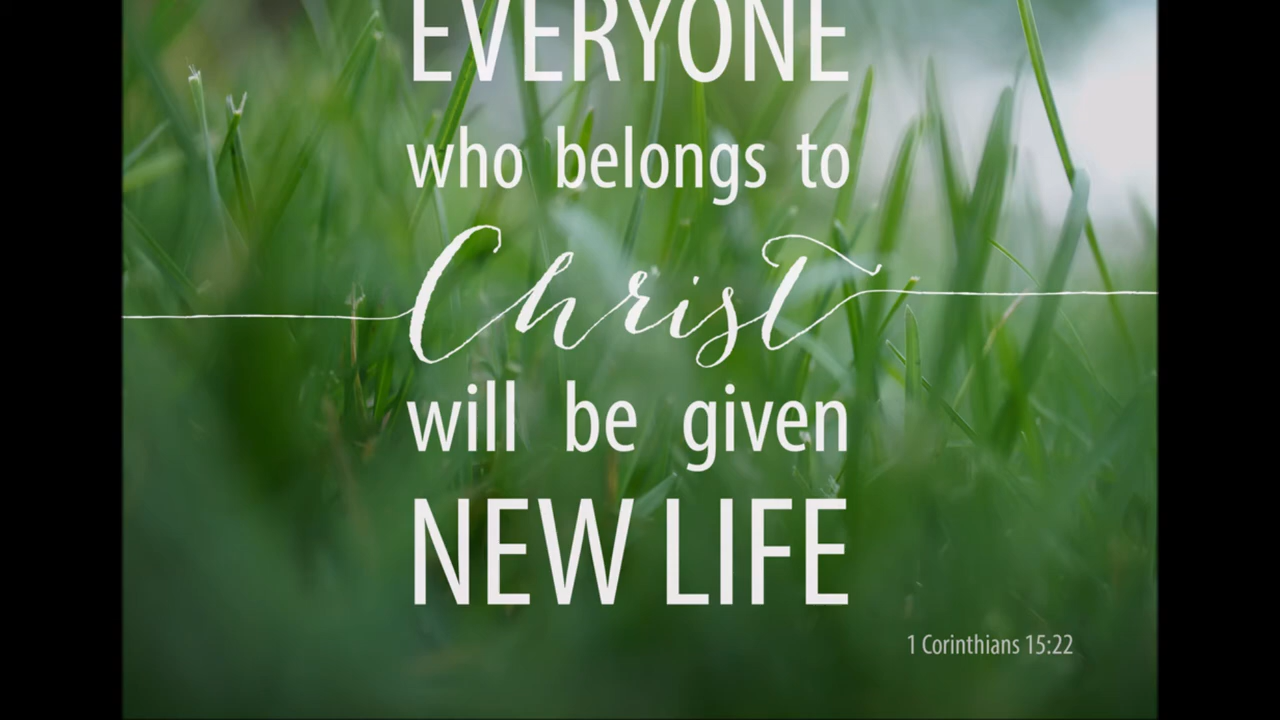 EVERYONE
who belongs to
Christ
will be given
NEW LIFE
1 Corinthians 15:22